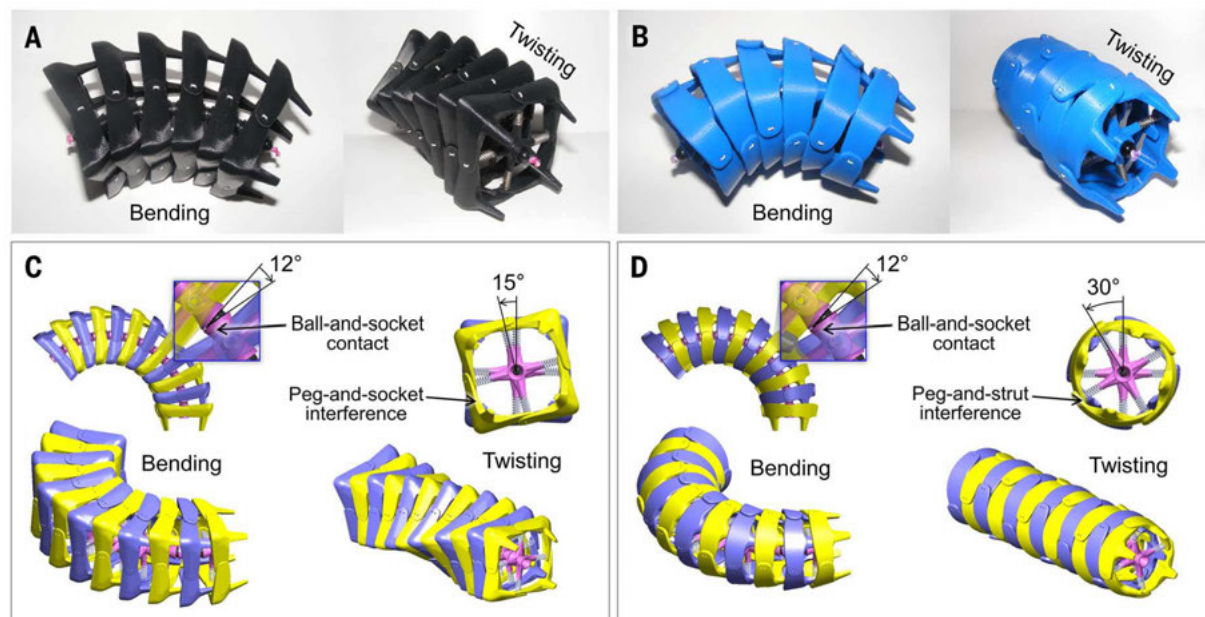 A
Twisting
Bending
B
Twisting
Bending
C
12°
Ball-and-socket
contact
15°
Peg-and-socket
interference
Bending
Twisting
D
12°
Ball-and-socket
contact
30°
Peg-and-strut
interference
Bending
Twisting